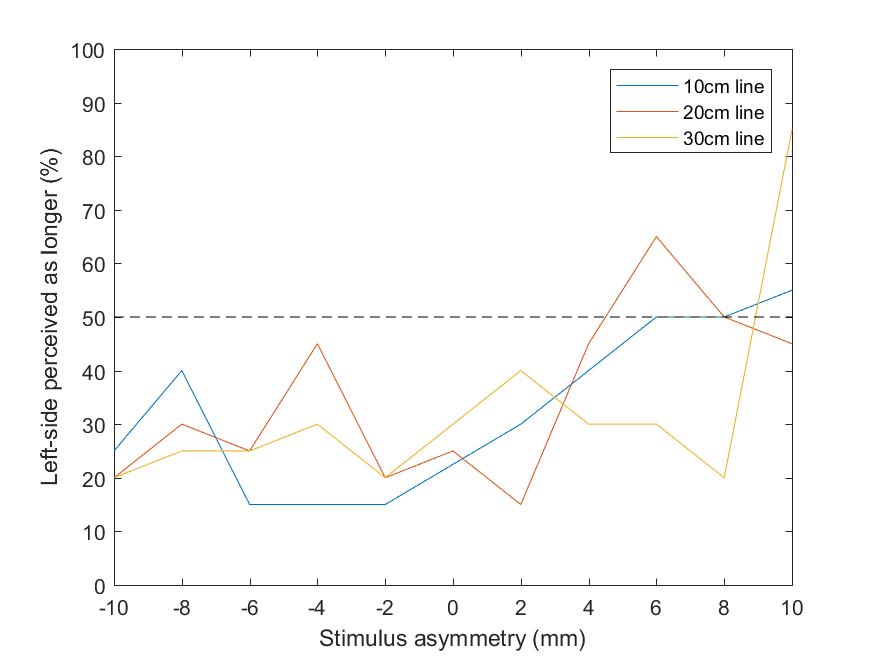 100
90
80
70
60
50
40
30
20
10
0
Left-side perceived as longer (%)
10cm line
20cm line
30cm line
-10 -8 -6 -4 -2 0 2 4 6 8 10
Stimulus asymmetry (mm)